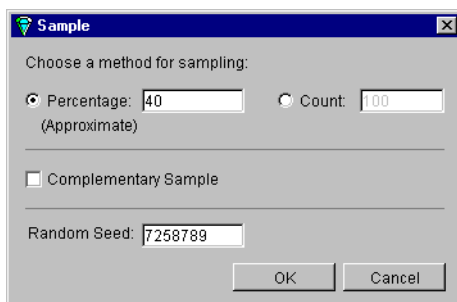 Sample
Choose a method for sampling:
Percentage: 40 Count: 100
(Approximate)
Complementary Sample
Random Seed: 7258789
OK Cancel